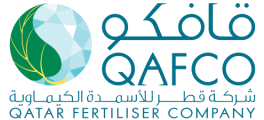 قافكو
QAFCO
شركة قطر للأسمدة الكيماوية
QATAR FERTILISER COMPANY